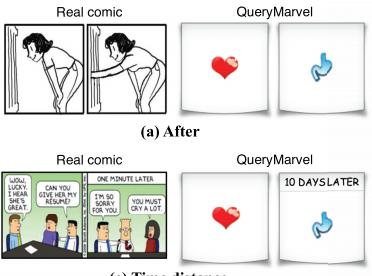 Real comic
QueryMarvel
(a) After
Real comic
QueryMarvel
WOW,
LUCKY.
I HEAR
SHE'S
GREAT.
CAN YOU
GIVE HER MY
RÉSUMÉ?
ONE MINUTE LATER
I'M SO
SORRY
FOR YOU.
YOU MUST
CRY A LOT.
10 DAYS LATER
Time distance